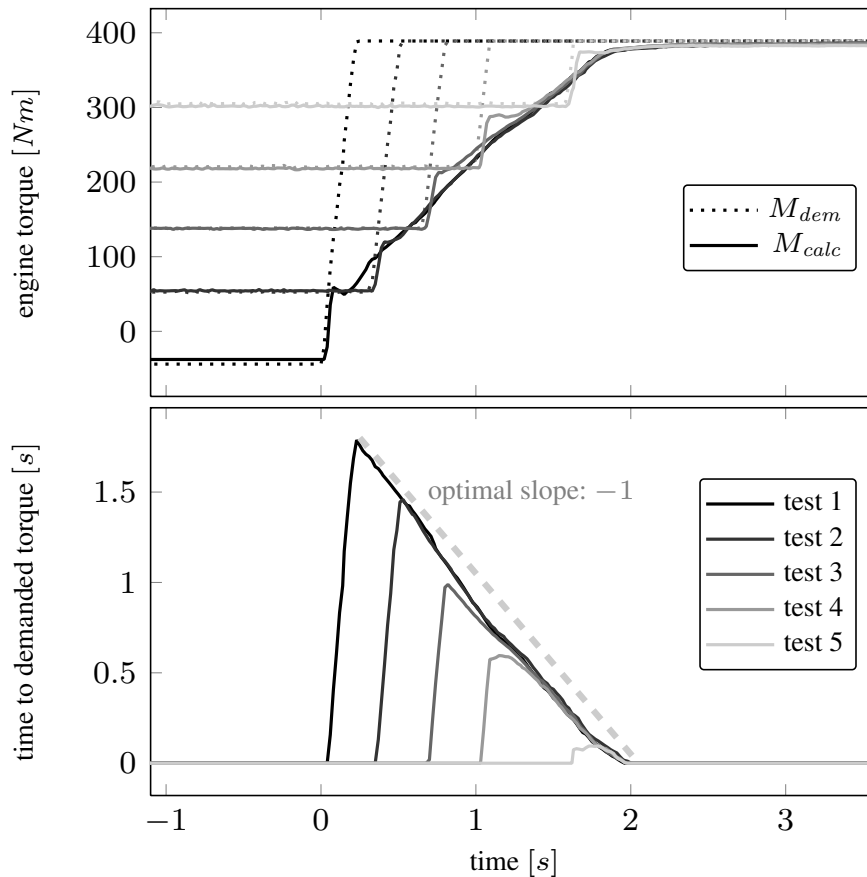 400
300
200
100
0
engine torque [Nm]
M_dem
M_calc
1.5
1
0.5
0
time to demanded torque [s]
optimal slope: −1
test 1
test 2
test 3
test 4
test 5
−1 0 1 2 3
time [s]